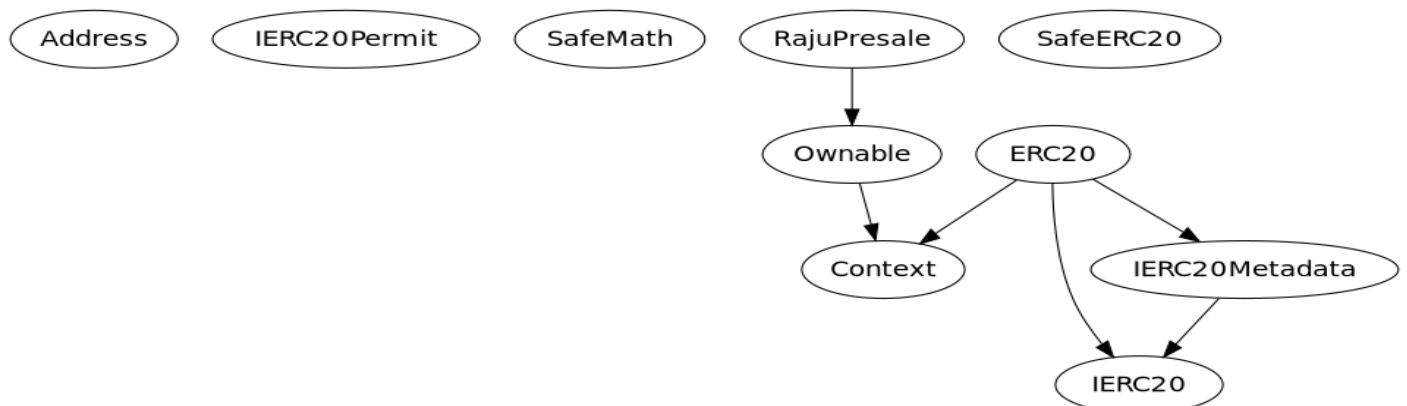 Address
IERC20Permit
SafeMath
RajuPresale
SafeERC20
Ownable
ERC20
Context
IERC20Metadata
IERC20